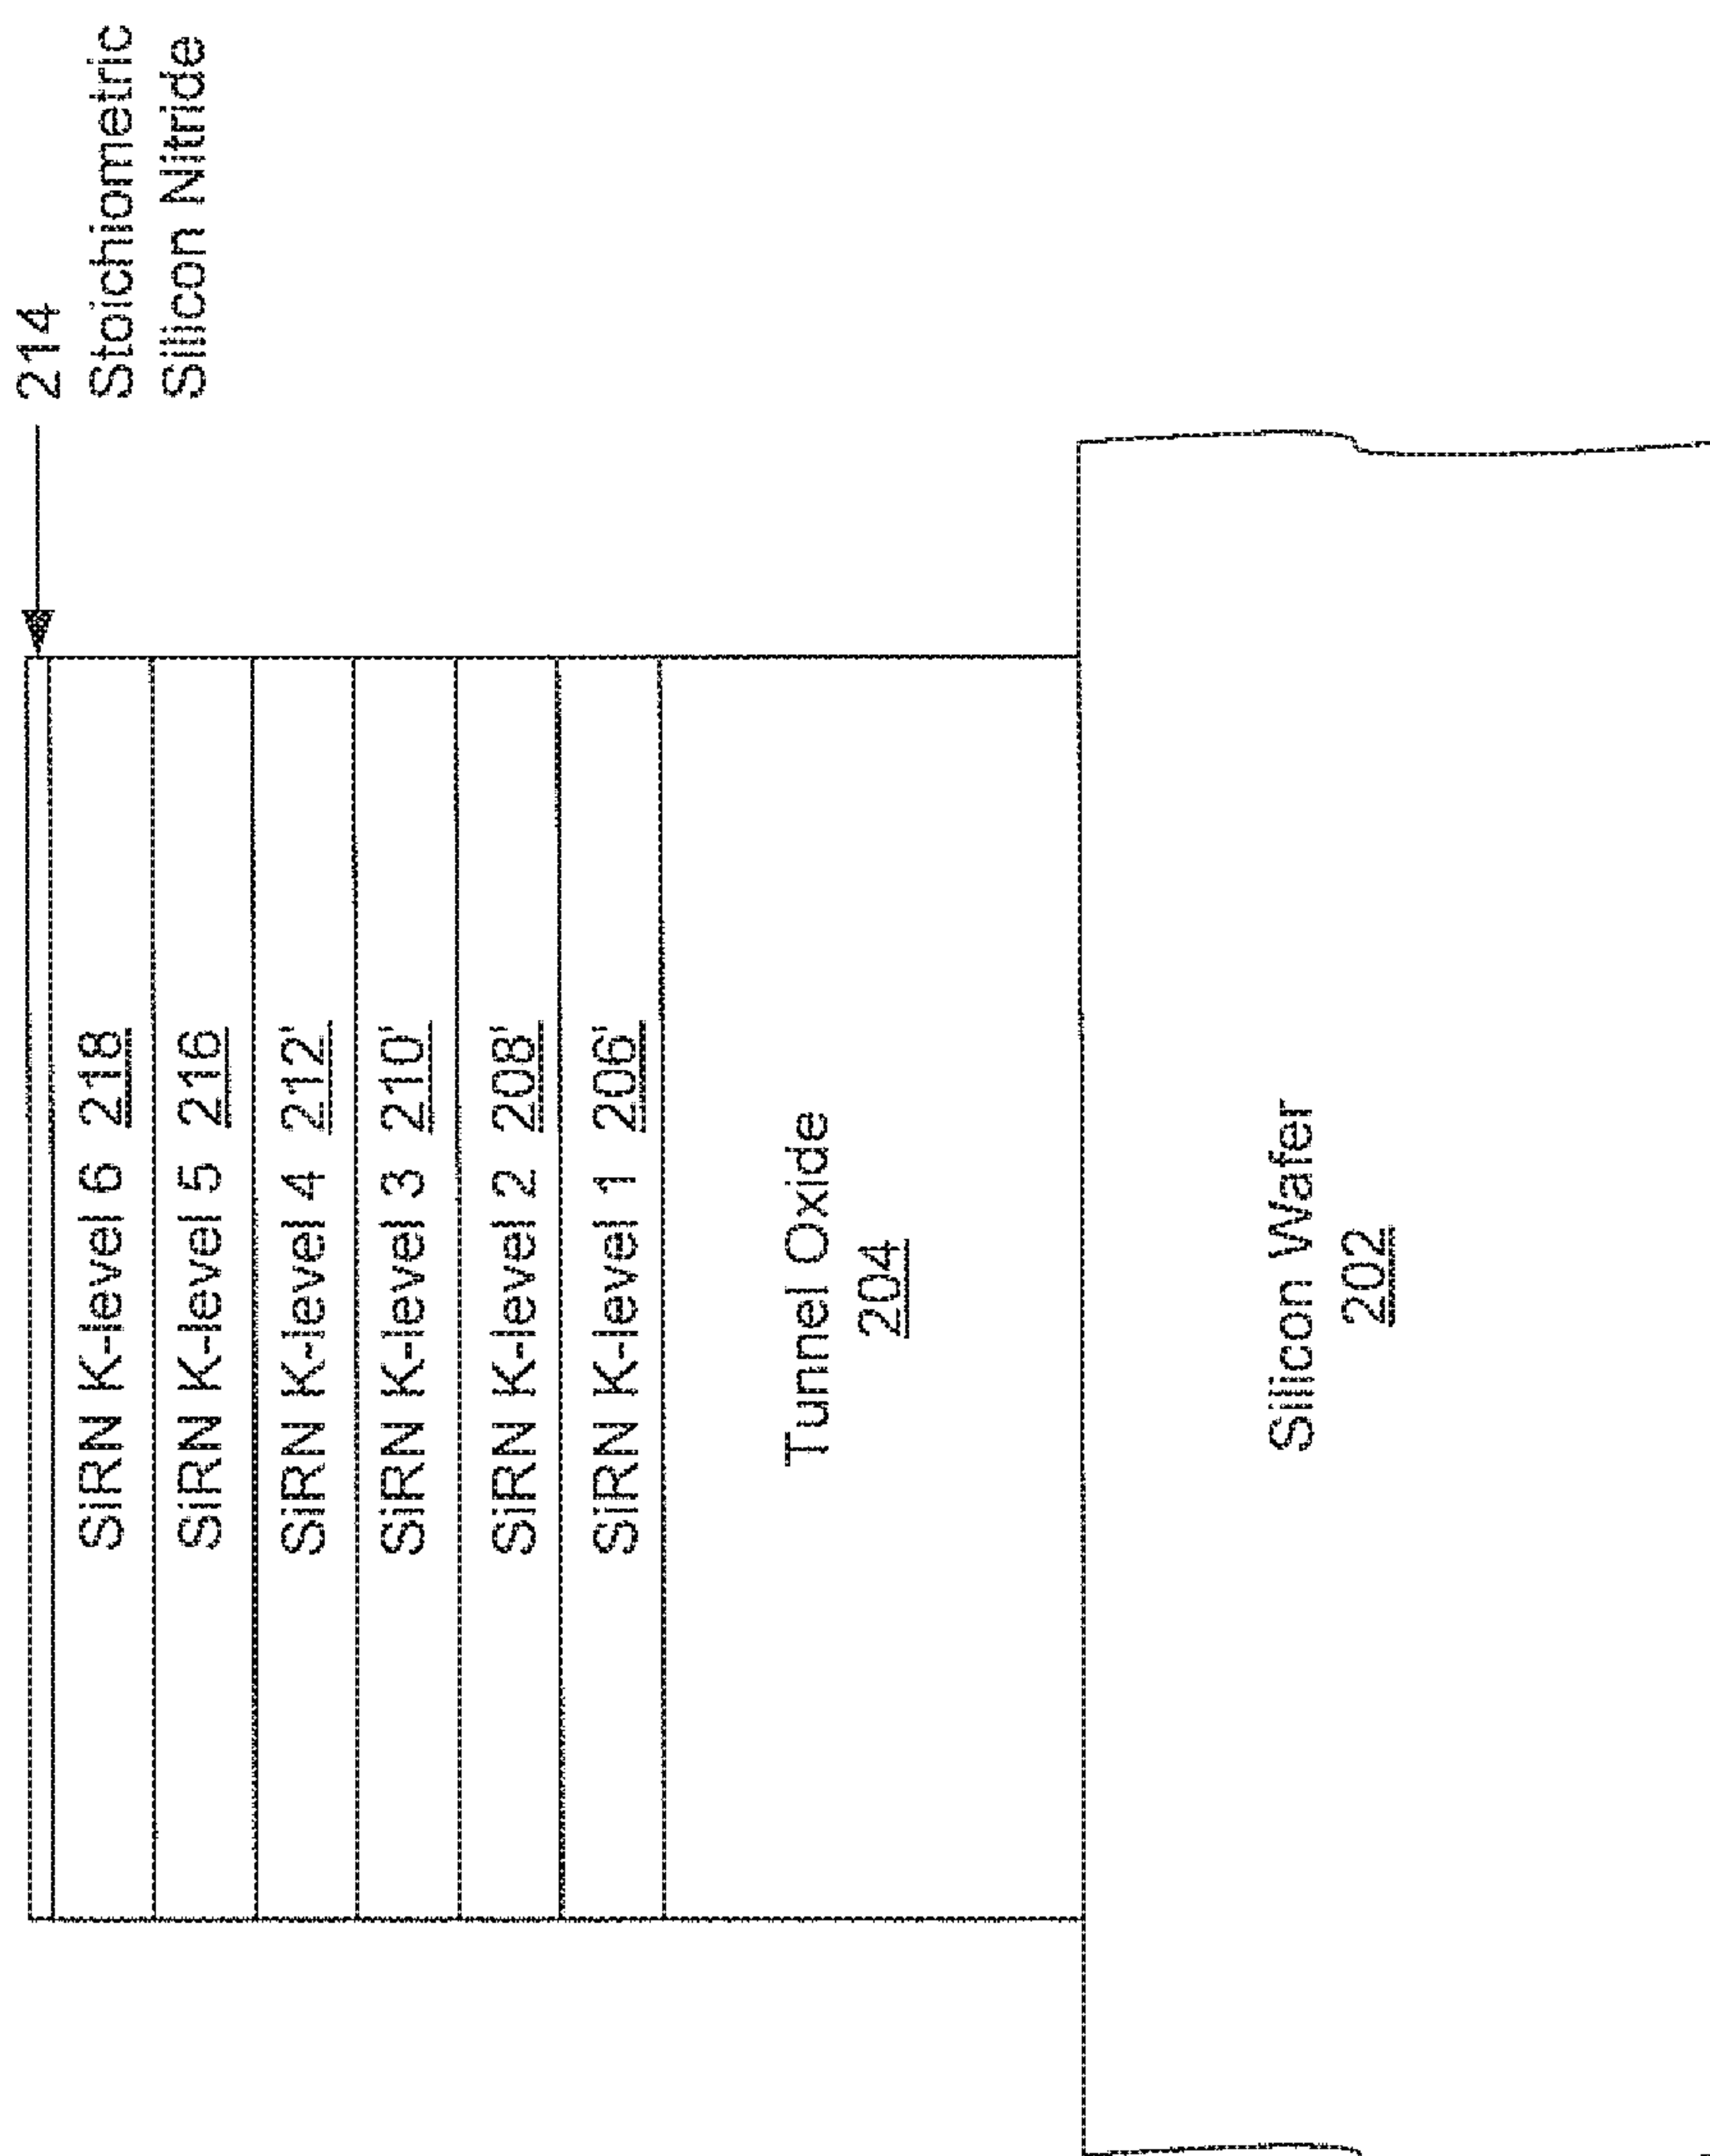 214
Stoichiometric
Silicon Nitride
SiRN K-level 6 218
SiRN K-level 5 216
SiRN K-level 4 212'
SiRN K-level 3 210'
SiRN K-level 2 208'
SiRN K-level 1 206'
Tunnel Oxide
204
Silicon Wafer
202